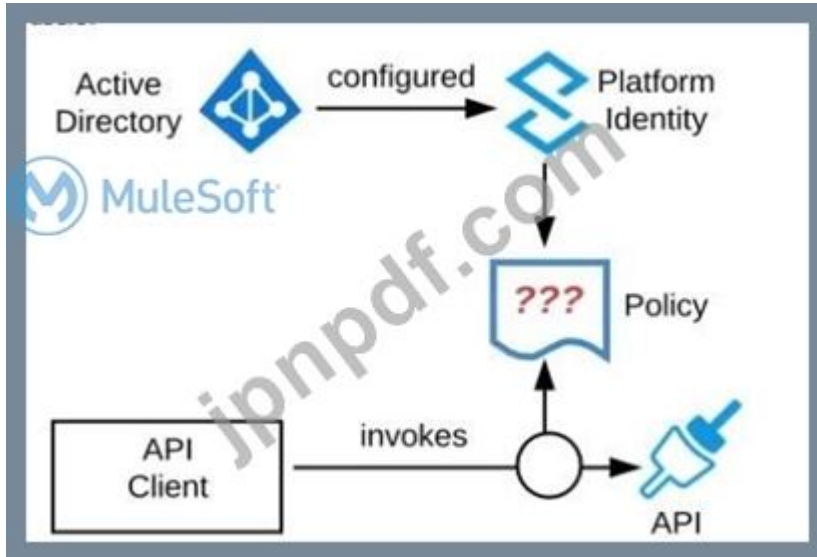 Active
Directory
configured
Platform
Identity
MuleSoft
???
Policy
jpnpdf.com
API
Client
invokes
API